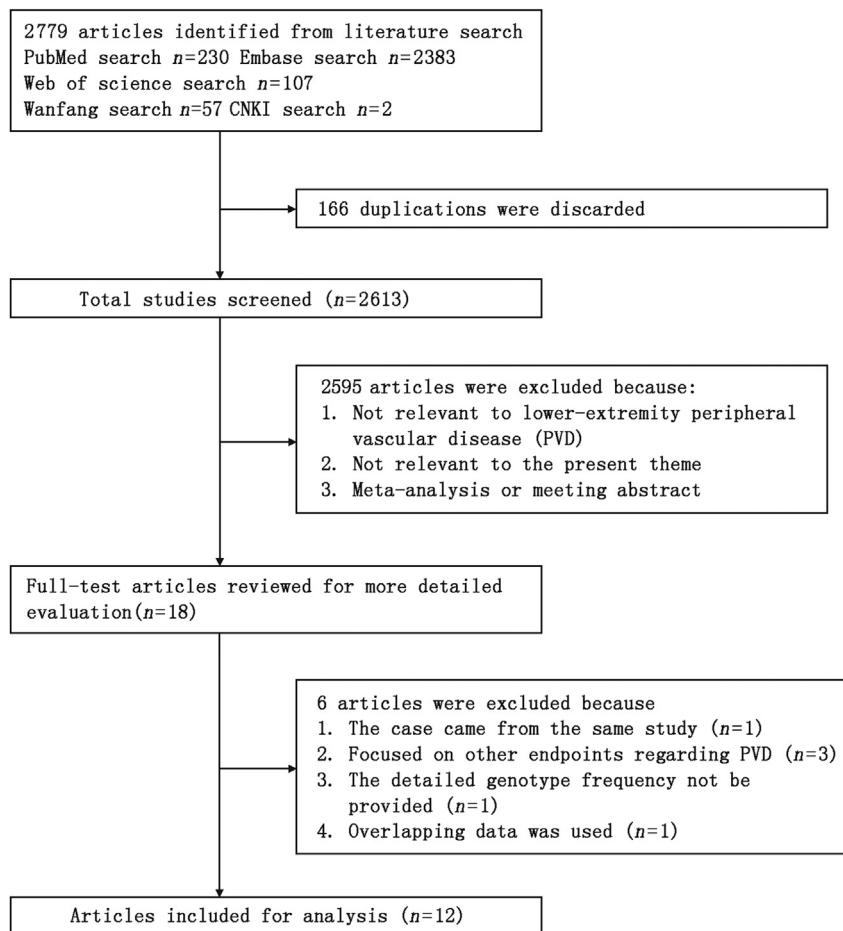 2779 articles identified from literature search
PubMed search n=230 Embase search n=2383
Web of science search n=107
Wanfang search n=57 CNKI search n=2
166 duplications were discarded
Total studies screened (n=2613)
2595 articles were excluded because:
1. Not relevant to lower-extremity peripheral
vascular disease (PVD)
2. Not relevant to the present theme
3. Meta-analysis or meeting abstract
Full-test articles reviewed for more detailed
evaluation(n=18)
6 articles were excluded because
1. The case came from the same study (n=1)
2. Focused on other endpoints regarding PVD (n=3)
3. The detailed genotype frequency not be
provided (n=1)
4. Overlapping data was used (n=1)
Articles included for analysis (n=12)